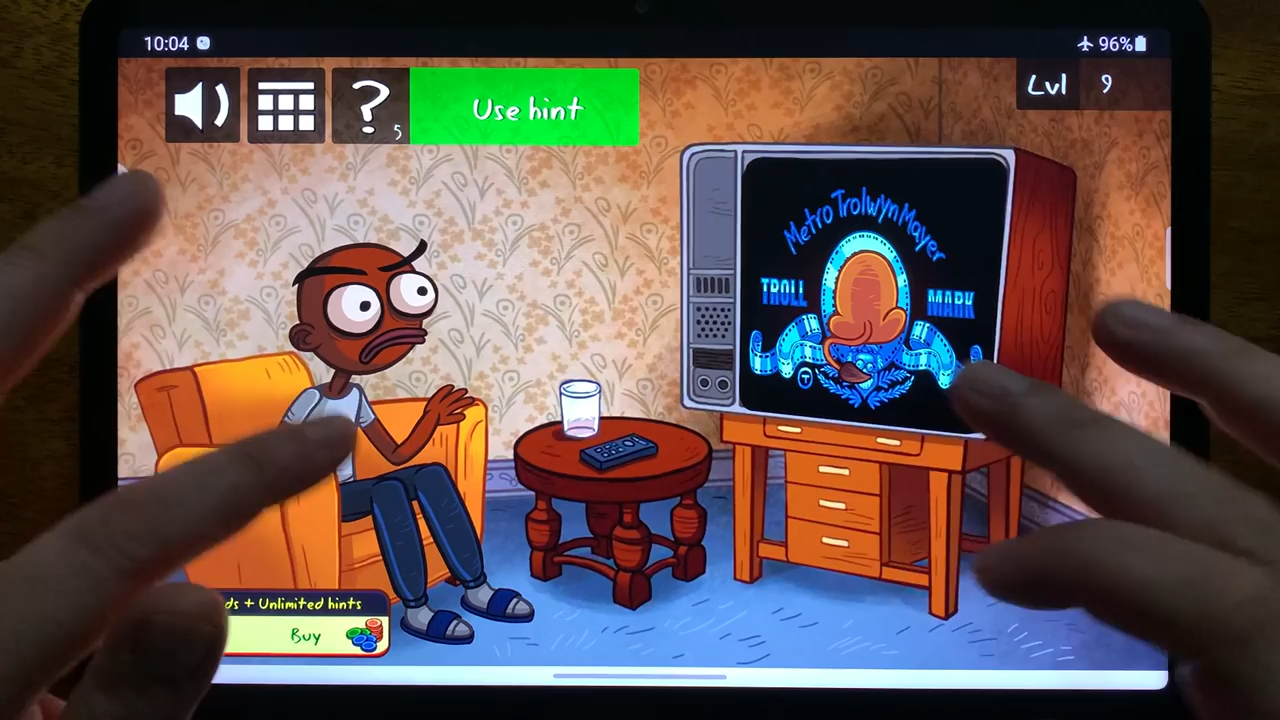 10:04
96%
?
5
Use hint
Lvl 9
Metro TrolwynMayer
TROLL
MARK
T
ds + Unlimited hints
Buy